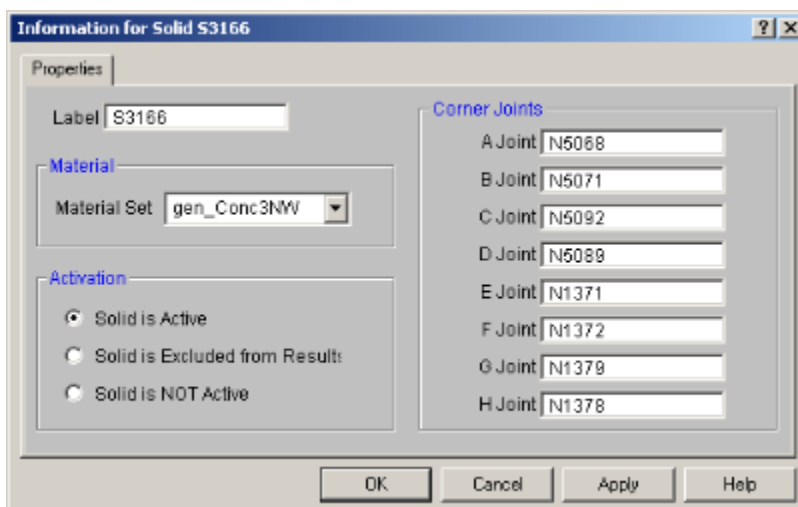 Information for Solid S3166
Properties
Label S3166
Material
Material Set gen_Conc3NW
Activation
Solid is Active
Solid is Excluded from Results
Solid is NOT Active
Corner Joints
A Joint N5068
B Joint N5071
C Joint N5092
D Joint N5089
E Joint N1371
F Joint N1372
G Joint N1379
H Joint N1378
OK Cancel Apply Help